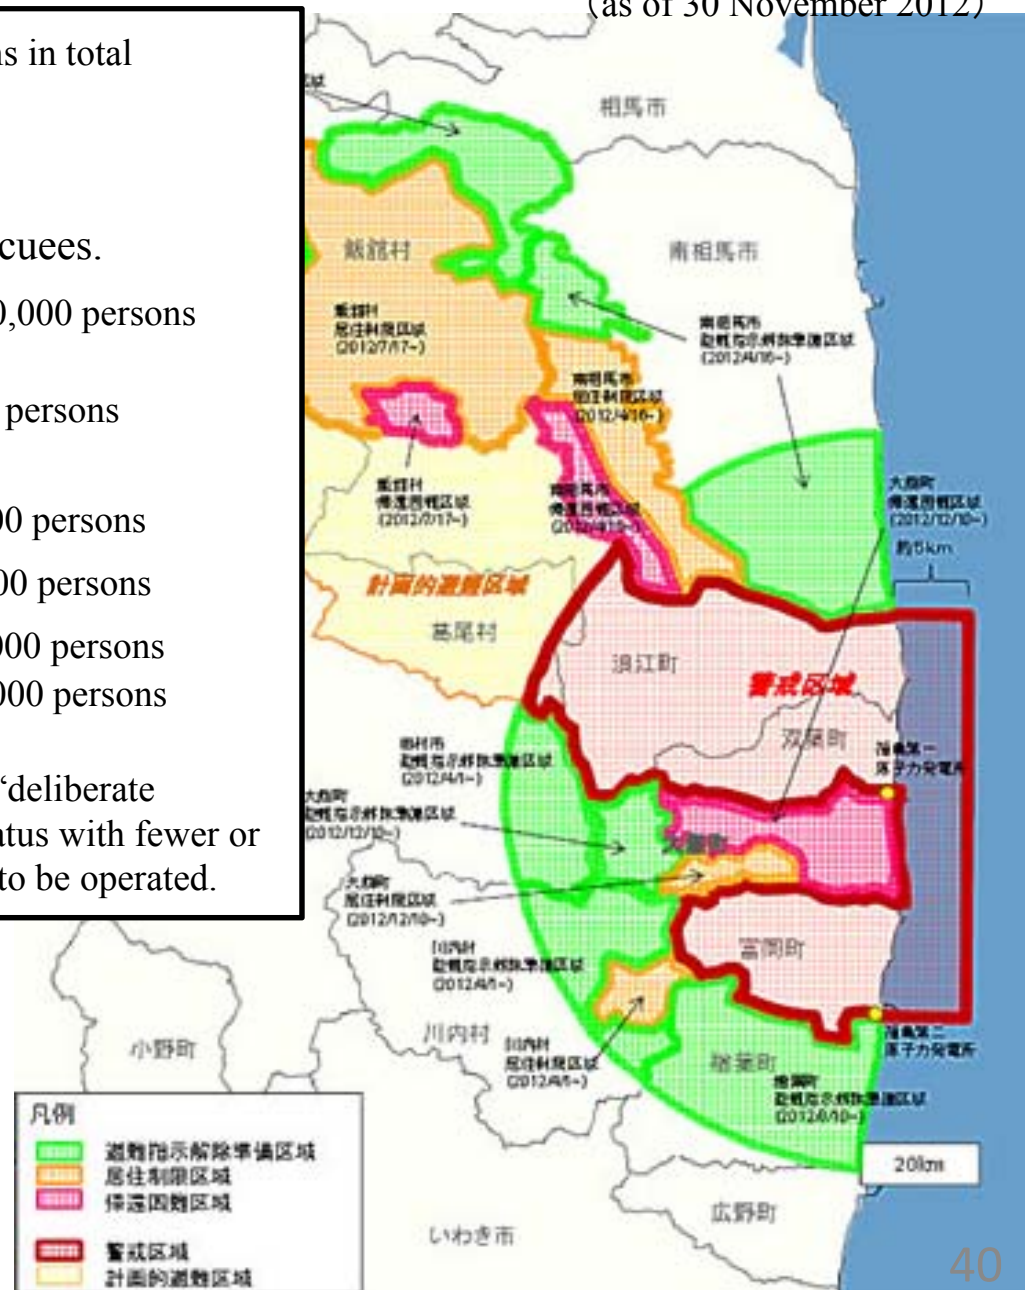 (as of 30 November 2012)
ns in total
cuees.
0,000 persons
persons
00 persons
00 persons
000 persons
000 persons
“deliberate
tatus with fewer or
to be operated.
区域
相馬市
飯舘村
南相馬市
飯舘村
居住制限区域
(2012/7/17~)
南相馬市
避難指示解除準備区域
(2012/4/16~)
南相馬市
居住制限区域
(2012/4/16~)
飯舘村
帰還困難区域
(2012/7/17~)
南相馬市
帰還困難区域
大熊町
帰還困難区域
(2012/12/10~)
約5km
計画的避難区域
葛尾村
浪江町
警戒区域
双葉町
福島第一
原子力発電所
田村市
避難指示解除準備区域
(2012/4/1~)
大熊町
避難指示解除準備区域
(2012/12/10~)
大熊町
大熊町
居住制限区域
(2012/12/10~)
富岡町
川内村
避難指示解除準備区域
(2012/4/1~)
福島第二
原子力発電所
川内村
小野町
川内村
居住制限区域
(2012/4/1~)
楢葉町
楢葉町
避難指示解除準備区域
(2012/8/10~)
20km
広野町
いわき市
凡例
避難指示解除準備区域
居住制限区域
帰還困難区域
警戒区域
計画的避難区域
40